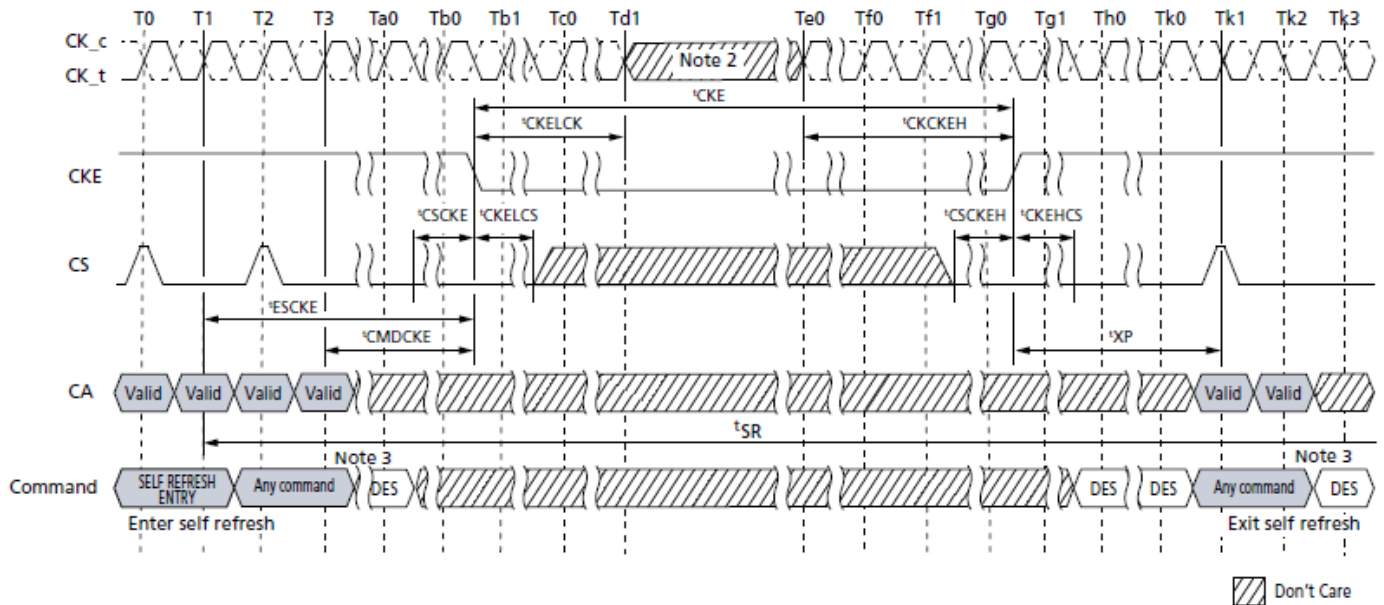 T0 T1 T2 T3 Ta0 Tb0 Tb1 Tc0 Td1 Te0 Tf0 Tf1 Tg0 Tg1 Th0 Tk0 Tk1 Tk2 Tk3
CK_c
Note 2
CK_t
tCKE
tCKELCK tCKCKEH
CKE
tCSCKE tCKELCS tCSCKEH tCKEHCS
CS
tESCKE
tCMDCKE tXP
CA Valid Valid Valid Valid Valid Valid
tSR
Note 3 Note 3
Command SELF REFRESH ENTRY Any command DES DES DES Any command DES
Enter self refresh Exit self refresh
Don't Care